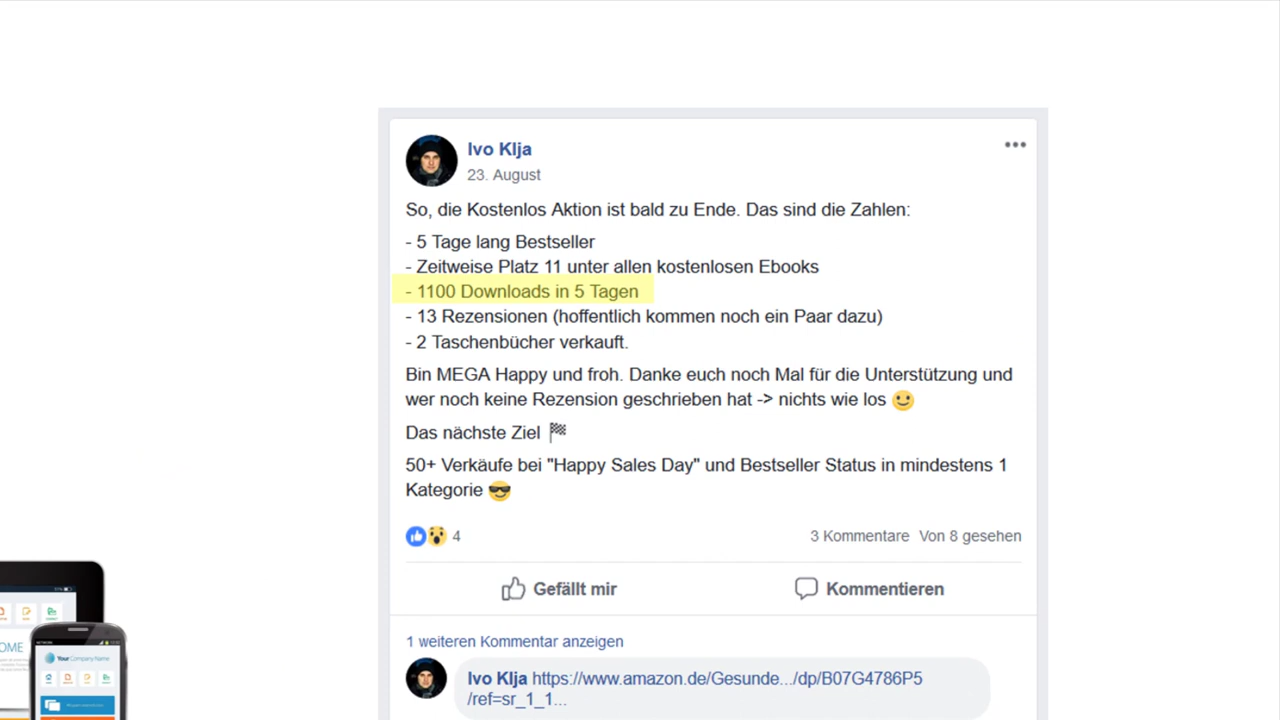 Ivo Klja
23. August
So, die Kostenlos Aktion ist bald zu Ende. Das sind die Zahlen:
- 5 Tage lang Bestseller
- Zeitweise Platz 11 unter allen kostenlosen Ebooks
- 1100 Downloads in 5 Tagen
- 13 Rezensionen (hoffentlich kommen noch ein Paar dazu)
- 2 Taschenbücher verkauft.
Bin MEGA Happy und froh. Danke euch noch Mal für die Unterstützung und
wer noch keine Rezension geschrieben hat -> nichts wie los 🙂
Das nächste Ziel 🏁
50+ Verkäufe bei "Happy Sales Day" und Bestseller Status in mindestens 1
Kategorie 😎
4
3 Kommentare Von 8 gesehen
Gefällt mir
Kommentieren
1 weiteren Kommentar anzeigen
Ivo Klja https://www.amazon.de/Gesunde.../dp/B07G4786P5
/ref=sr_1_1...
OME
Your Company Name